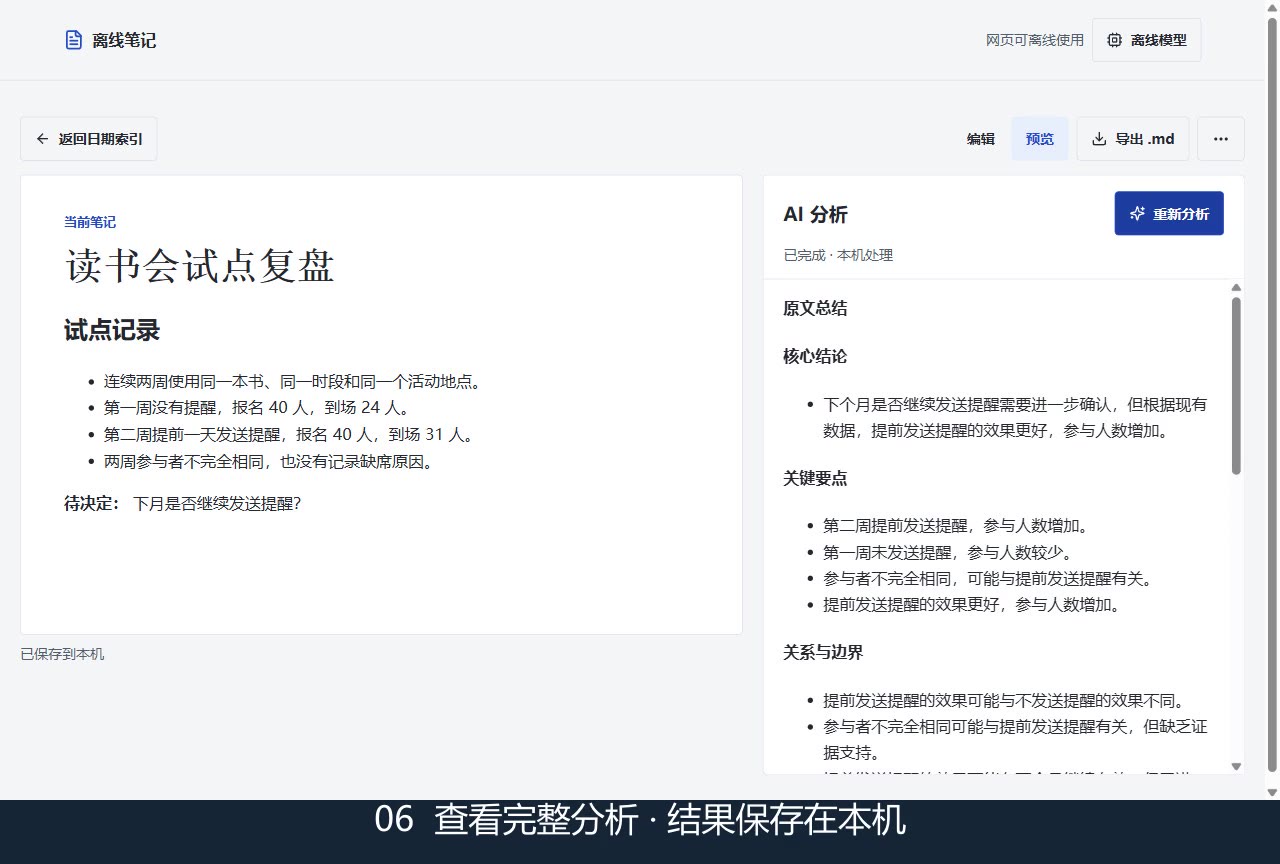 离线笔记
网页可离线使用
离线模型
返回日期索引
编辑
预览
导出 .md
当前笔记
读书会试点复盘
试点记录
连续两周使用同一本书、同一时段和同一个活动地点。
第一周没有提醒，报名 40 人，到场 24 人。
第二周提前一天发送提醒，报名 40 人，到场 31 人。
两周参与者不完全相同，也没有记录缺席原因。
待决定： 下月是否继续发送提醒？
已保存到本机
AI 分析
重新分析
已完成 · 本机处理
原文总结
核心结论
下个月是否继续发送提醒需要进一步确认，但根据现有
数据，提前发送提醒的效果更好，参与人数增加。
关键要点
第二周提前发送提醒，参与人数增加。
第一周未发送提醒，参与人数较少。
参与者不完全相同，可能与提前发送提醒有关。
提前发送提醒的效果更好，参与人数增加。
关系与边界
提前发送提醒的效果可能与不发送提醒的效果不同。
参与者不完全相同可能与提前发送提醒有关，但缺乏证
据支持。
06 查看完整分析 · 结果保存在本机